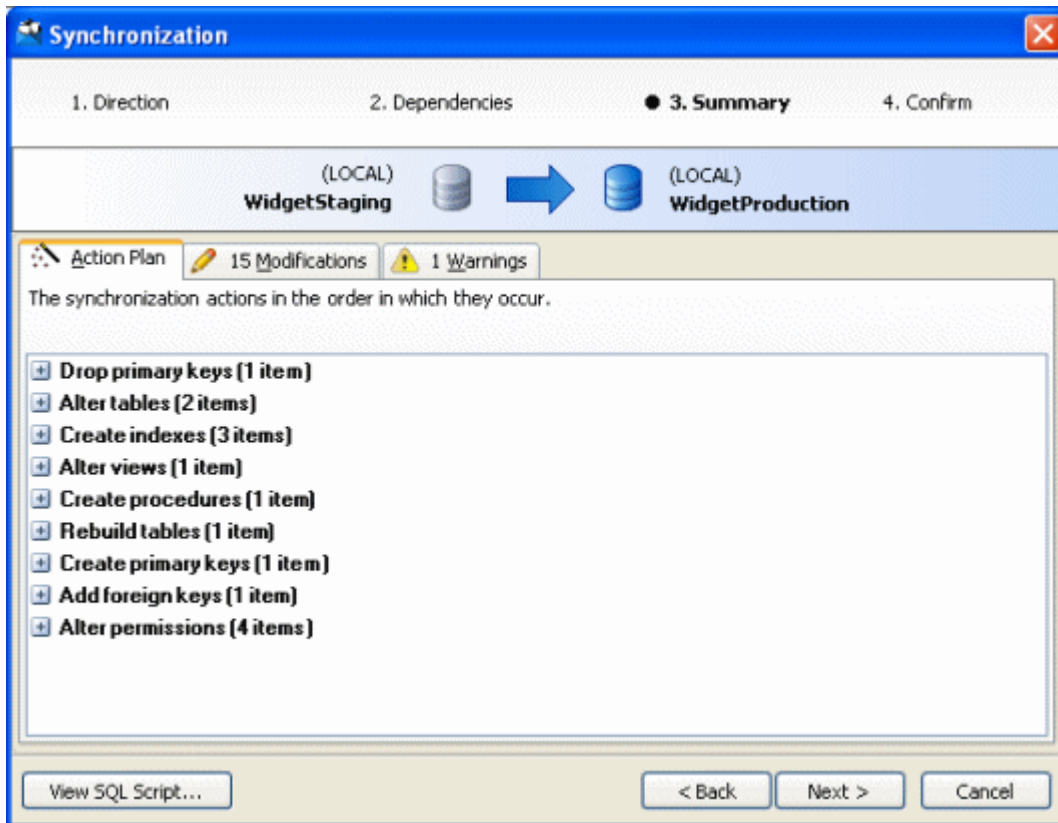 Synchronization
1. Direction 2. Dependencies 3. Summary 4. Confirm
(LOCAL) (LOCAL)
WidgetStaging WidgetProduction
Action Plan 15 Modifications 1 Warnings
The synchronization actions in the order in which they occur.
Drop primary keys (1 item)
Alter tables (2 items)
Create indexes (3 items)
Alter views (1 item)
Create procedures (1 item)
Rebuild tables (1 item)
Create primary keys (1 item)
Add foreign keys (1 item)
Alter permissions (4 items)
View SQL Script... < Back Next > Cancel